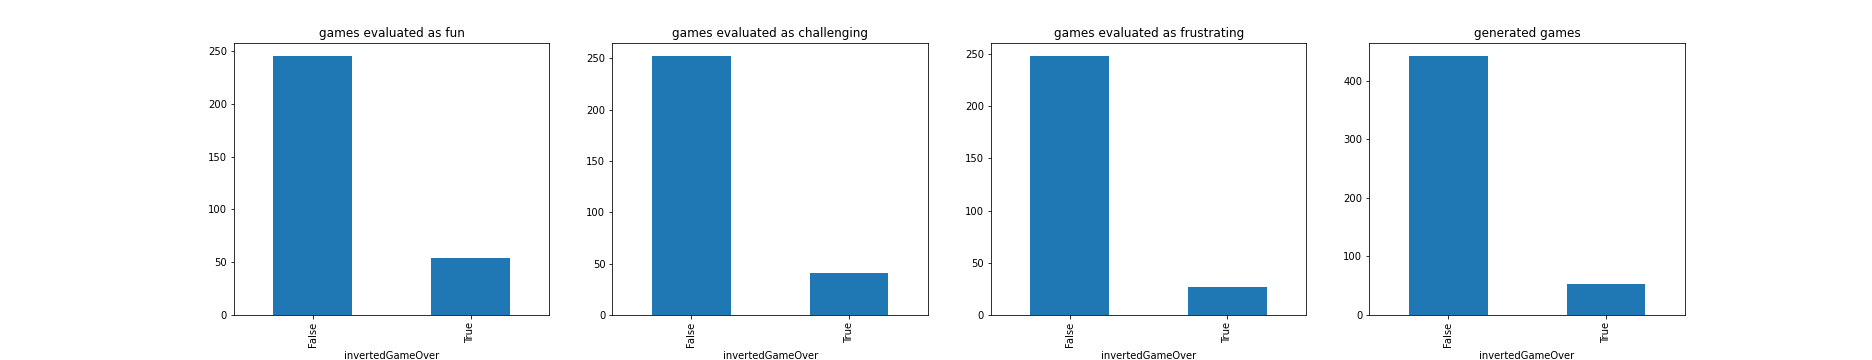 games evaluated as fun
250
200
150
100
50
0
False
True
invertedGameOver
games evaluated as challenging
250
200
150
100
50
0
False
True
invertedGameOver
games evaluated as frustrating
250
200
150
100
50
0
False
True
invertedGameOver
generated games
400
300
200
100
0
False
True
invertedGameOver